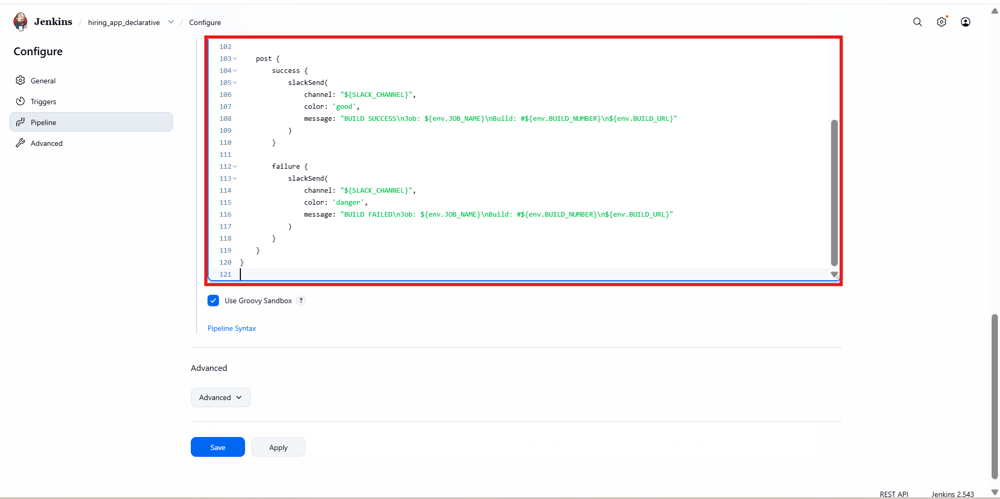 Jenkins / hiring_app_declarative / Configure
Configure
General
Triggers
Pipeline
Advanced
102
103 post {
104 success {
105 slackSend(
106 channel: "${SLACK_CHANNEL}",
107 color: 'good',
108 message: "BUILD SUCCESS\nJob: ${env.JOB_NAME}\nBuild: #${env.BUILD_NUMBER}\n${env.BUILD_URL}"
109 )
110 }
111
112 failure {
113 slackSend(
114 channel: "${SLACK_CHANNEL}",
115 color: 'danger',
116 message: "BUILD FAILED\nJob: ${env.JOB_NAME}\nBuild: #${env.BUILD_NUMBER}\n${env.BUILD_URL}"
117 )
118 }
119 }
120 }
121
Use Groovy Sandbox ?
Pipeline Syntax
Advanced
Advanced
Save Apply
REST API Jenkins 2.543